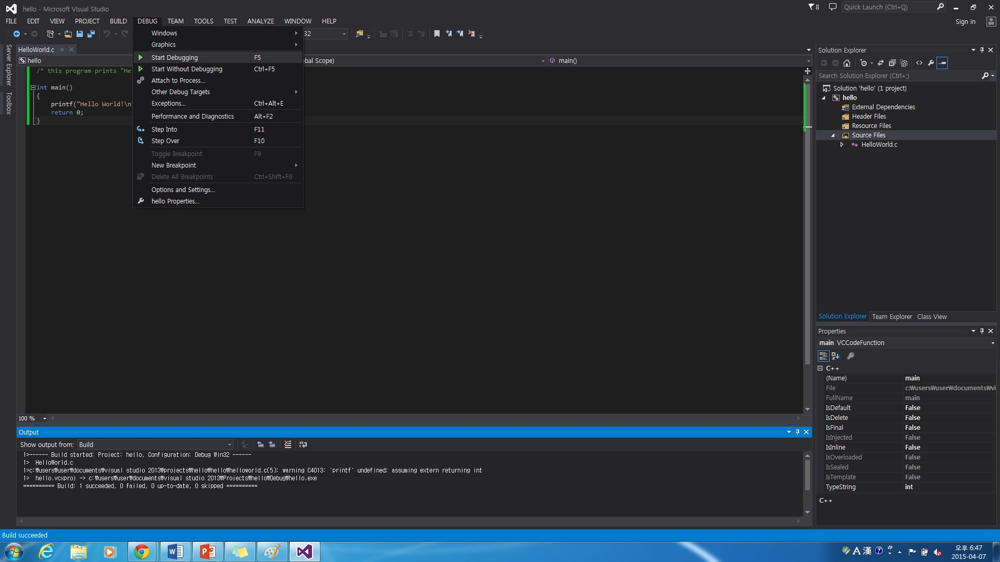 hello - Microsoft Visual Studio
8
Quick Launch (Ctrl+Q)
FILE EDIT VIEW PROJECT BUILD DEBUG TEAM TOOLS TEST ANALYZE WINDOW HELP
Sign in
32
Server Explorer
Toolbox
HelloWorld.c
hello
bal Scope)
main()
/* this program prints "He
int main()
{
printf("Hello World!\n
return 0;
}
Windows
Graphics
Start Debugging F5
Start Without Debugging Ctrl+F5
Attach to Process...
Other Debug Targets
Exceptions... Ctrl+Alt+E
Performance and Diagnostics Alt+F2
Step Into F11
Step Over F10
Toggle Breakpoint F9
New Breakpoint
Delete All Breakpoints Ctrl+Shift+F9
Options and Settings...
hello Properties...
100 %
Output
Show output from: Build
1>------ Build started: Project: hello, Configuration: Debug Win32 ------
1>  HelloWorld.c
1>c:₩users₩user₩documents₩visual studio 2013₩projects₩hello₩hello₩helloworld.c(5): warning C4013: 'printf' undefined; assuming extern returning int
1>  hello.vcxproj -> c:₩users₩user₩documents₩visual studio 2013₩Projects₩hello₩Debug₩hello.exe
========== Build: 1 succeeded, 0 failed, 0 up-to-date, 0 skipped ==========
Solution Explorer
Search Solution Explorer (Ctrl+;)
Solution 'hello' (1 project)
hello
External Dependencies
Header Files
Resource Files
Source Files
HelloWorld.c
Solution Explorer Team Explorer Class View
Properties
main VCCodeFunction
C++
(Name) main
File c:₩users₩user₩documents₩vi
FullName main
IsDefault False
IsDelete False
IsFinal False
IsInjected False
IsInline False
IsOverloaded False
IsSealed False
IsTemplate False
TypeString int
C++
Build succeeded
A 漢
오후 6:47
2015-04-07